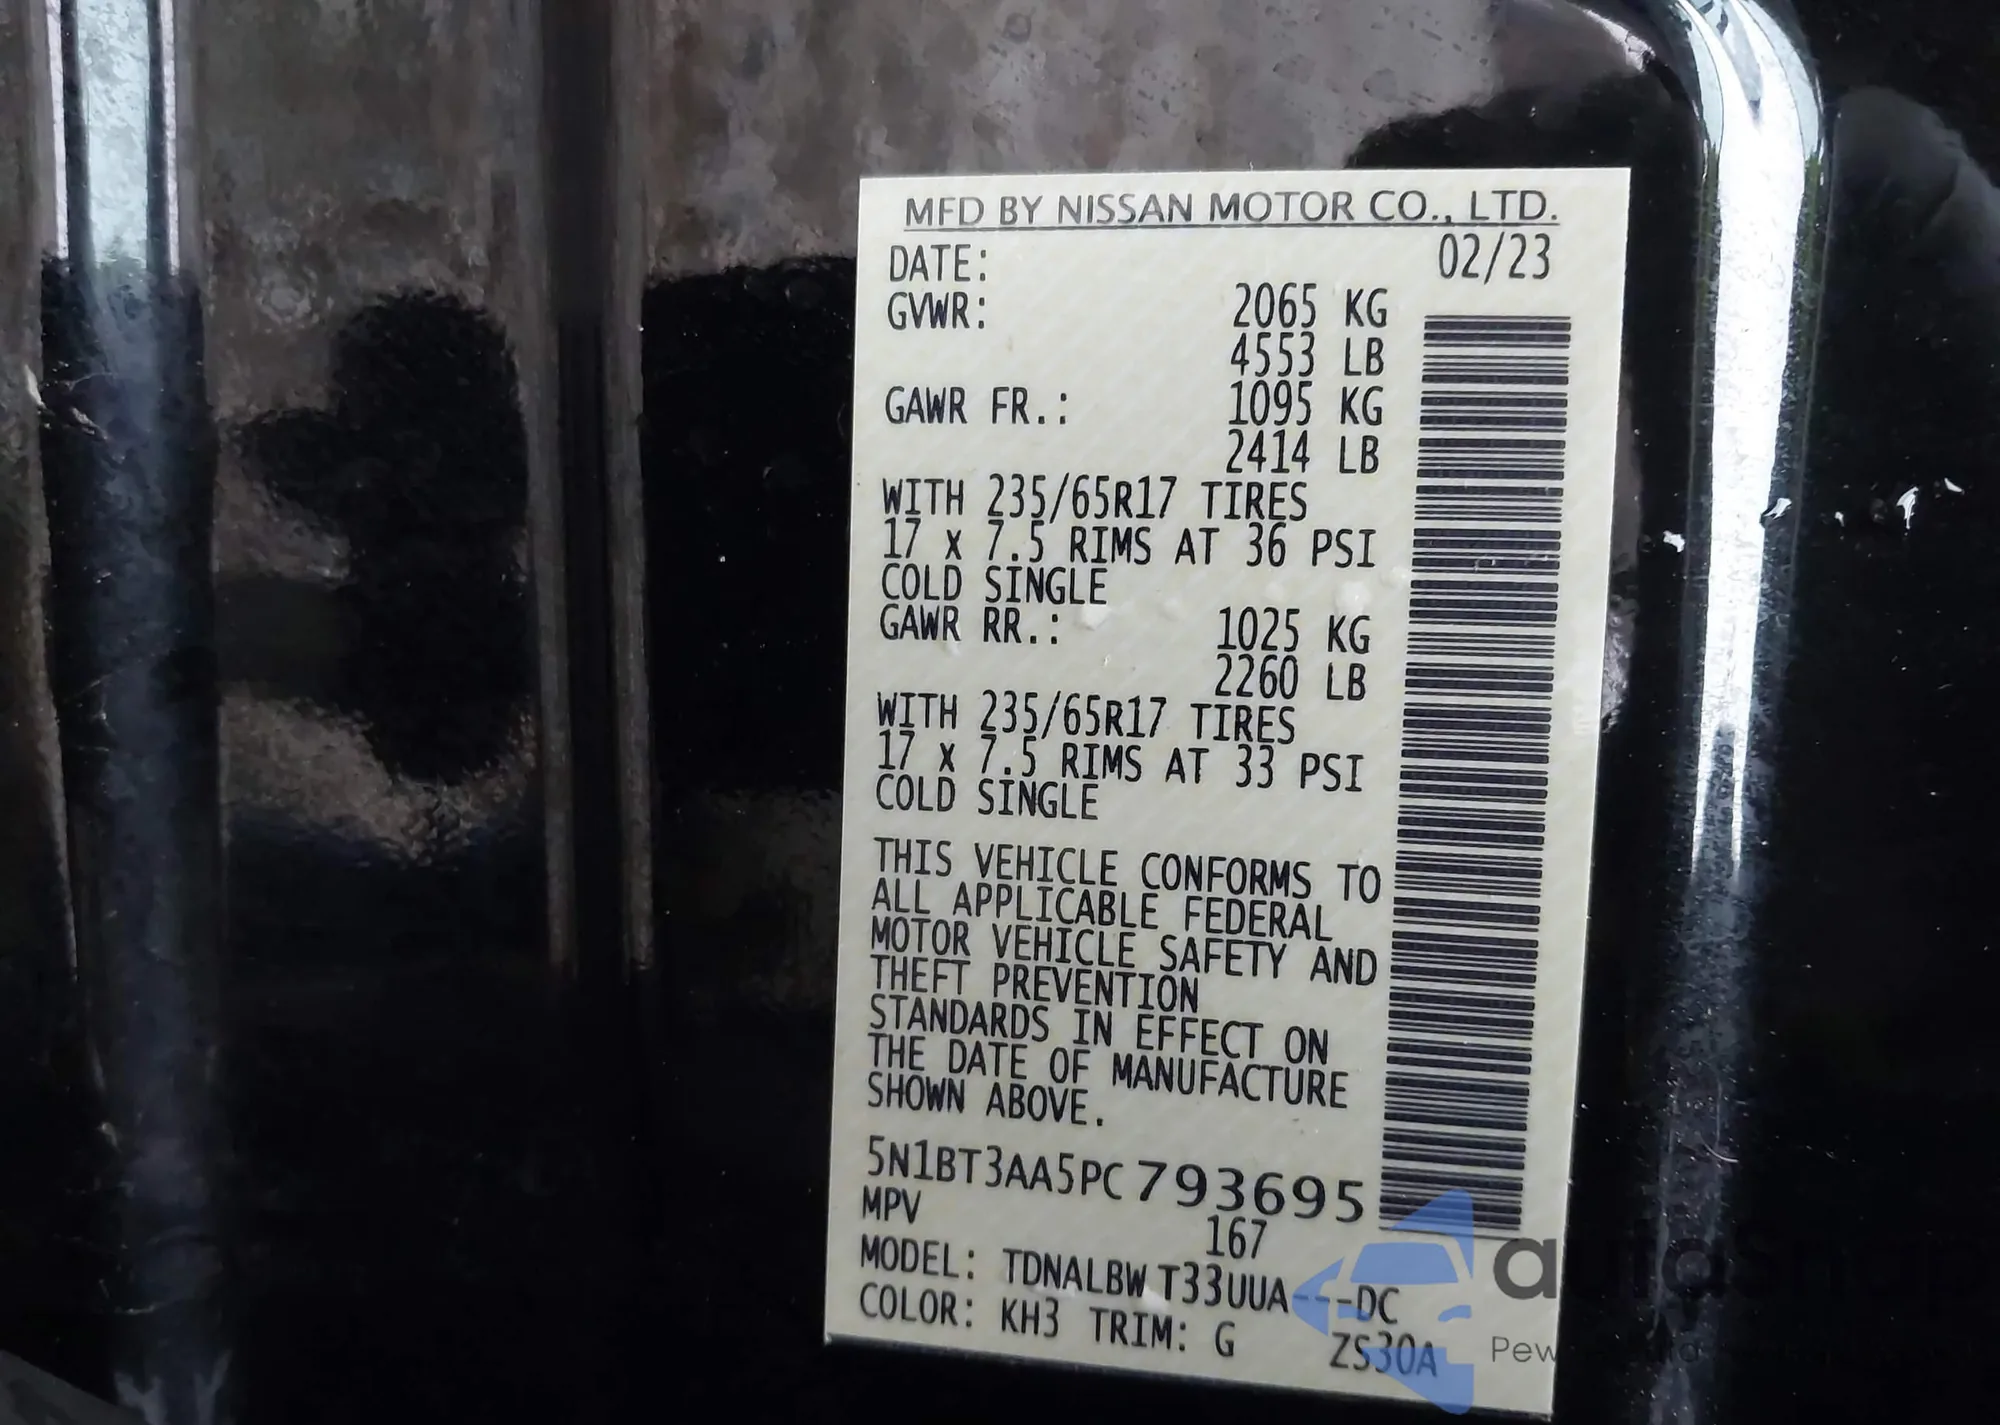 MFD BY NISSAN MOTOR CO., LTD.
DATE: 02/23
GVWR: 2065 KG
4553 LB
GAWR FR.: 1095 KG
2414 LB
WITH 235/65R17 TIRES
17 x 7.5 RIMS AT 36 PSI
COLD SINGLE
GAWR RR.: 1025 KG
2260 LB
WITH 235/65R17 TIRES
17 x 7.5 RIMS AT 33 PSI
COLD SINGLE
THIS VEHICLE CONFORMS TO
ALL APPLICABLE FEDERAL
MOTOR VEHICLE SAFETY AND
THEFT PREVENTION
STANDARDS IN EFFECT ON
THE DATE OF MANUFACTURE
SHOWN ABOVE.
5N1BT3AA5PC793695
MPV 167
MODEL: TDNALBW T33UUA---DC
COLOR: KH3 TRIM: G ZS30A